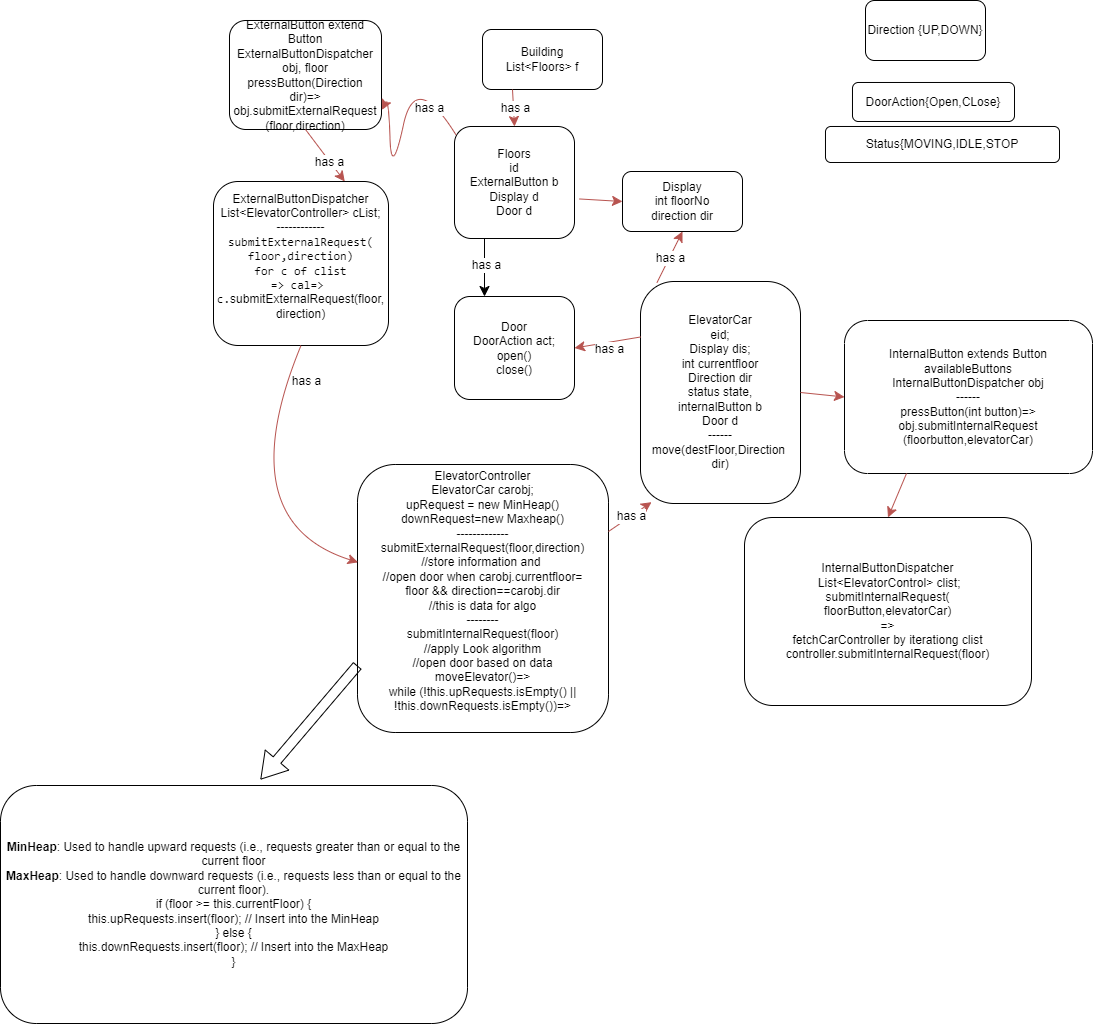 ExternalButton extend
Button
ExternalButtonDispatcher
obj, floor
pressButton(Direction
dir)=>
obj.submitExternalRequest
(floor,direction)
Building
List<Floors> f
Direction {UP,DOWN}
DoorAction{Open,CLose}
Status{MOVING,IDLE,STOP
has a
has a
has a
Floors
id
ExternalButton b
Display d
Door d
Display
int floorNo
direction dir
ExternalButtonDispatcher
List<ElevatorController> cList;
------------
submitExternalRequest(
floor,direction)
for c of clist
=> cal=>
c.submitExternalRequest(floor,
direction)
has a
has a
Door
DoorAction act;
open()
close()
has a
ElevatorCar
eid;
Display dis;
int currentfloor
Direction dir
status state,
internalButton b
Door d
------
move(destFloor,Direction
dir)
InternalButton extends Button
availableButtons
InternalButtonDispatcher obj
------
pressButton(int button)=>
obj.submitInternalRequest
(floorbutton,elevatorCar)
has a
ElevatorController
ElevatorCar carobj;
upRequest = new MinHeap()
downRequest=new Maxheap()
-------------
submitExternalRequest(floor,direction)
//store information and
//open door when carobj.currentfloor=
floor && direction==carobj.dir
//this is data for algo
--------
submitInternalRequest(floor)
//apply Look algorithm
//open door based on data
moveElevator()=>
while (!this.upRequests.isEmpty() ||
!this.downRequests.isEmpty())=>
has a
InternalButtonDispatcher
List<ElevatorControl> clist;
submitInternalRequest(
floorButton,elevatorCar)
=>
fetchCarController by iterationg clist
controller.submitInternalRequest(floor)
MinHeap: Used to handle upward requests (i.e., requests greater than or equal to the
current floor
MaxHeap: Used to handle downward requests (i.e., requests less than or equal to the
current floor).
if (floor >= this.currentFloor) {
this.upRequests.insert(floor); // Insert into the MinHeap
} else {
this.downRequests.insert(floor); // Insert into the MaxHeap
}